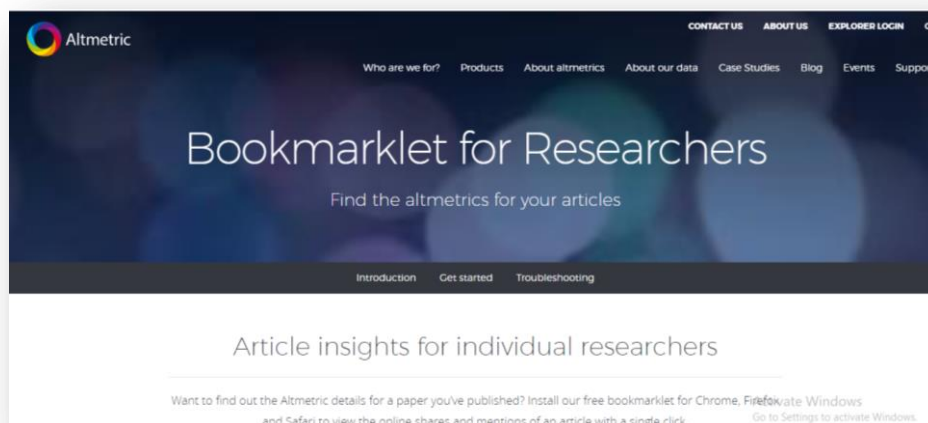 Altmetric
CONTACT US ABOUT US EXPLORER LOGIN
Who are we for? Products About altmetrics About our data Case Studies Blog Events Suppor
Bookmarklet for Researchers
Find the altmetrics for your articles
Introduction Get started Troubleshooting
Article insights for individual researchers
Want to find out the Altmetric details for a paper you've published? Install our free bookmarklet for Chrome, Firefox
Activate Windows
and Safari to view the online shares and mentions of an article with a single click
Go to Settings to activate Windows.